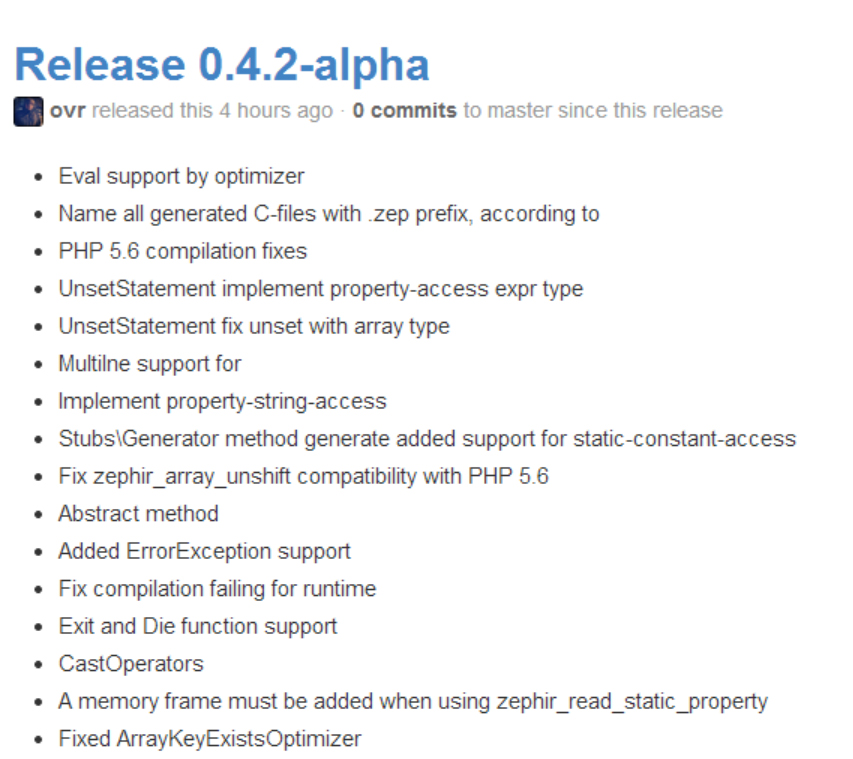 Release 0.4.2-alpha
ovr released this 4 hours ago · 0 commits to master since this release
• Eval support by optimizer
• Name all generated C-files with .zep prefix, according to
• PHP 5.6 compilation fixes
• UnsetStatement implement property-access expr type
• UnsetStatement fix unset with array type
• Multilne support for
• Implement property-string-access
• Stubs\Generator method generate added support for static-constant-access
• Fix zephir_array_unshift compatibility with PHP 5.6
• Abstract method
• Added ErrorException support
• Fix compilation failing for runtime
• Exit and Die function support
• CastOperators
• A memory frame must be added when using zephir_read_static_property
• Fixed ArrayKeyExistsOptimizer